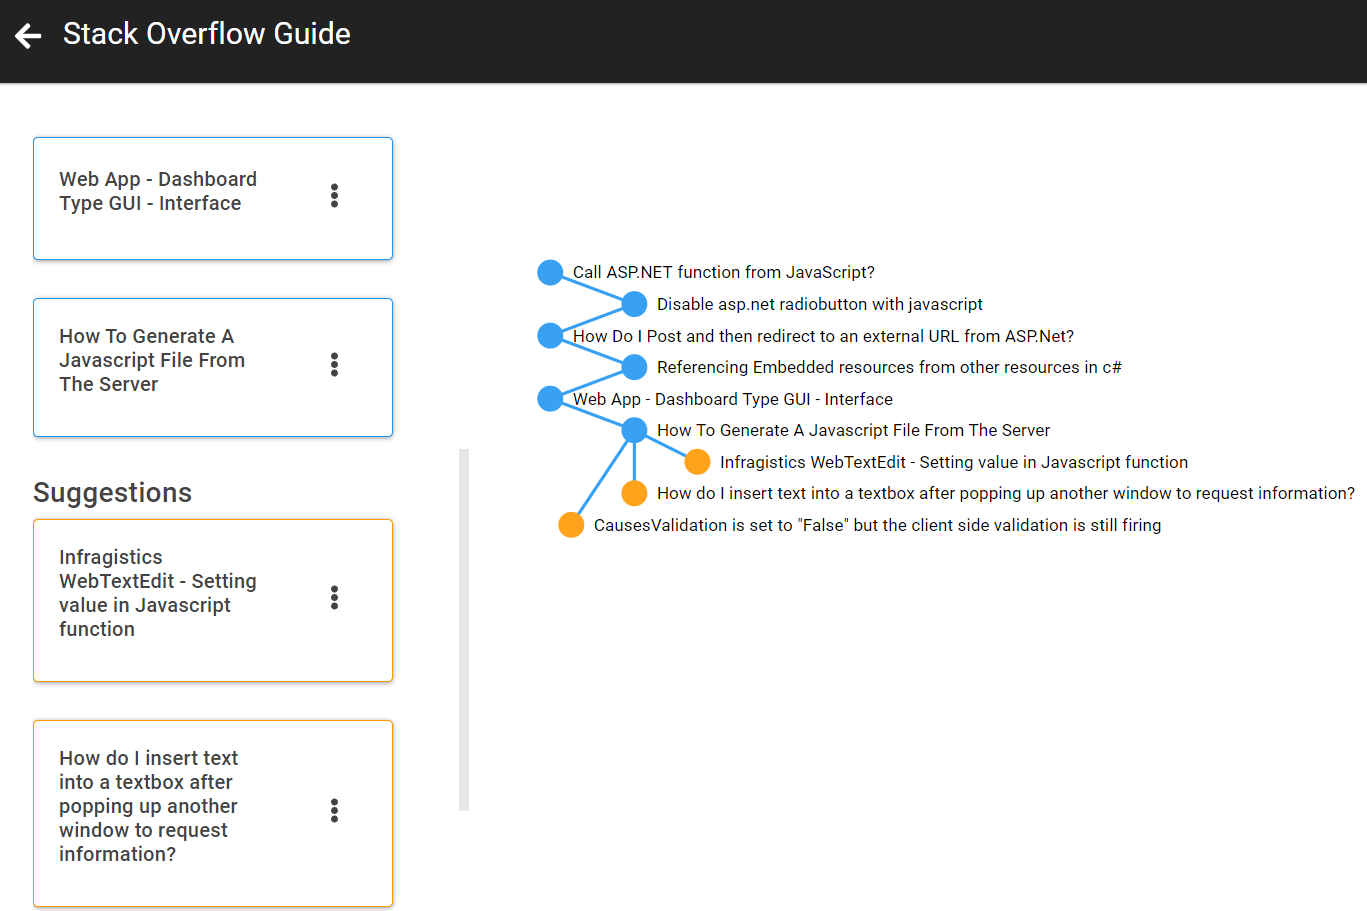 Stack Overflow Guide
Web App - Dashboard
Type GUI - Interface
How To Generate A
Javascript File From
The Server
Suggestions
Infragistics
WebTextEdit - Setting
value in Javascript
function
How do I insert text
into a textbox after
popping up another
window to request
information?
Call ASP.NET function from JavaScript?
Disable asp.net radiobutton with javascript
How Do I Post and then redirect to an external URL from ASP.Net?
Referencing Embedded resources from other resources in c#
Web App - Dashboard Type GUI - Interface
How To Generate A Javascript File From The Server
Infragistics WebTextEdit - Setting value in Javascript function
How do I insert text into a textbox after popping up another window to request information?
CausesValidation is set to "False" but the client side validation is still firing